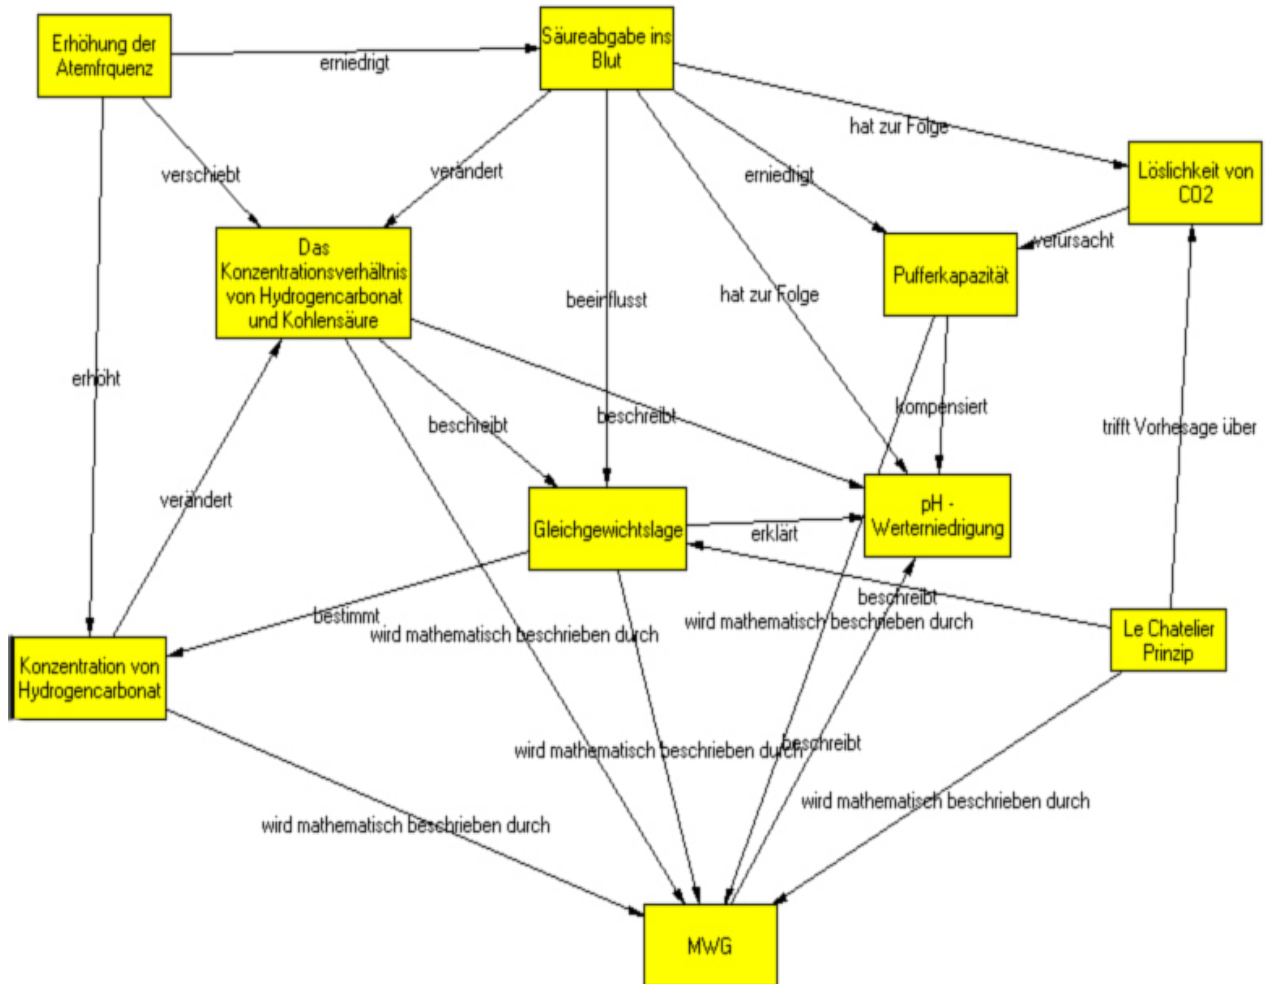 Erhöhung der
Atemfrquenz
erniedrigt
Säureabgabe ins
Blut
hat zur Folge
Löslichkeit von
CO2
verschiebt
verändert
erniedrigt
verursacht
Das
Konzentrationsverhältnis
von Hydrogencarbonat
und Kohlensäure
Pufferkapazität
beeinflusst
hat zur Folge
erhöht
beschreibt
beschreibt
kompensiert
trifft Vorhesage über
verändert
Gleichgewichtslage
erklärt
pH -
Werterniedrigung
bestimmt
wird mathematisch beschrieben durch
wird mathematisch beschrieben durch
beschreibt
Le Chatelier
Prinzip
Konzentration von
Hydrogencarbonat
wird mathematisch beschrieben durch
beschreibt
wird mathematisch beschrieben durch
wird mathematisch beschrieben durch
MWG